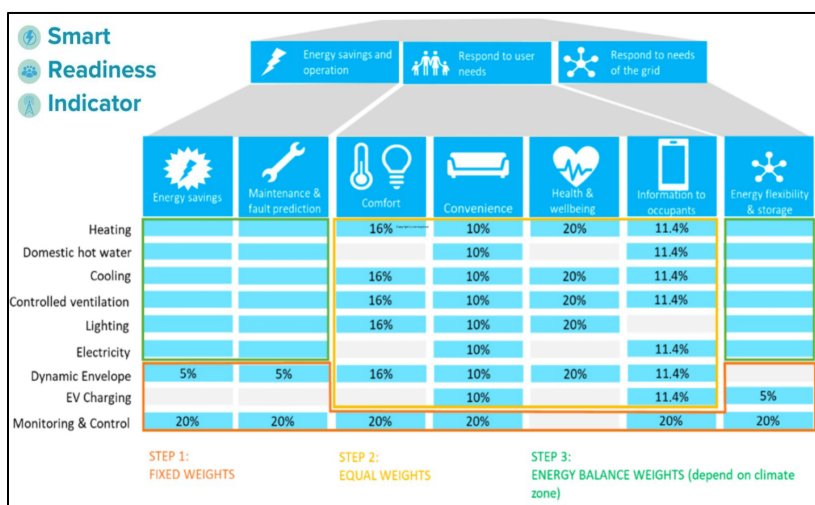 Smart
Readiness
Indicator
Energy savings and
operation
Respond to user
needs
Respond to needs
of the grid
Energy savings
Maintenance &
fault prediction
Comfort
Convenience
Health &
wellbeing
Information to
occupants
Energy flexibility
& storage
Heating 16% 10% 20% 11.4%
Domestic hot water 10% 11.4%
Cooling 16% 10% 20% 11.4%
Controlled ventilation 16% 10% 20% 11.4%
Lighting 16% 10% 20%
Electricity 10% 11.4%
Dynamic Envelope 5% 5% 16% 10% 20% 11.4%
EV Charging 10% 11.4% 5%
Monitoring & Control 20% 20% 20% 20% 20% 20%
STEP 1:
FIXED WEIGHTS
STEP 2:
EQUAL WEIGHTS
STEP 3:
ENERGY BALANCE WEIGHTS (depend on climate
zone)